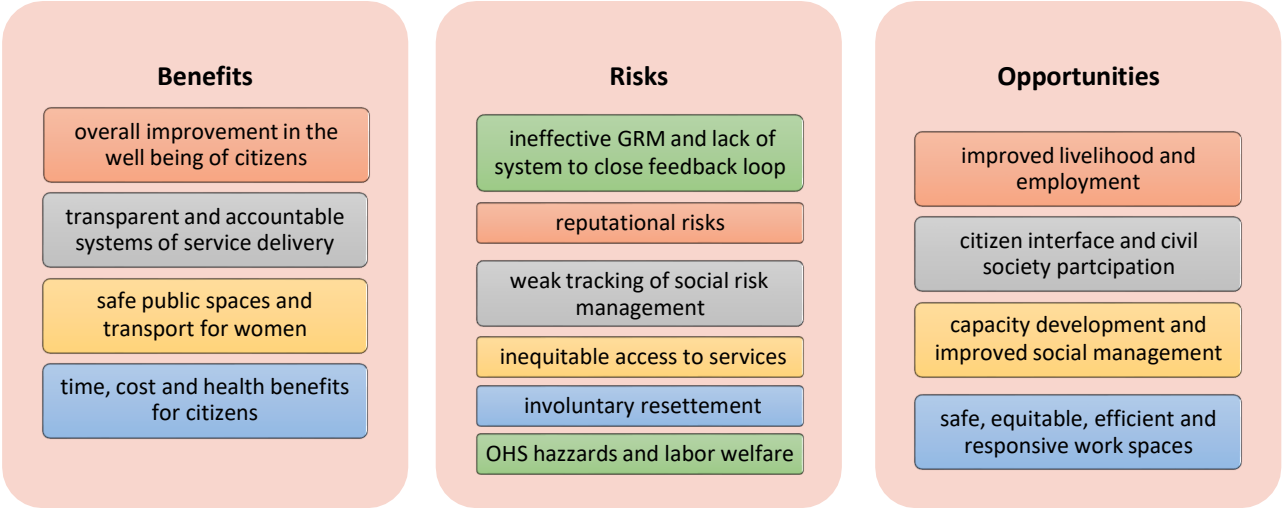 Benefits
overall improvement in the
well being of citizens
transparent and accountable
systems of service delivery
safe public spaces and
transport for women
time, cost and health benefits
for citizens
Risks
ineffective GRM and lack of
system to close feedback loop
reputational risks
weak tracking of social risk
management
inequitable access to services
involuntary resettement
OHS hazzards and labor welfare
Opportunities
improved livelihood and
employment
citizen interface and civil
society partcipation
capacity development and
improved social management
safe, equitable, efficient and
responsive work spaces